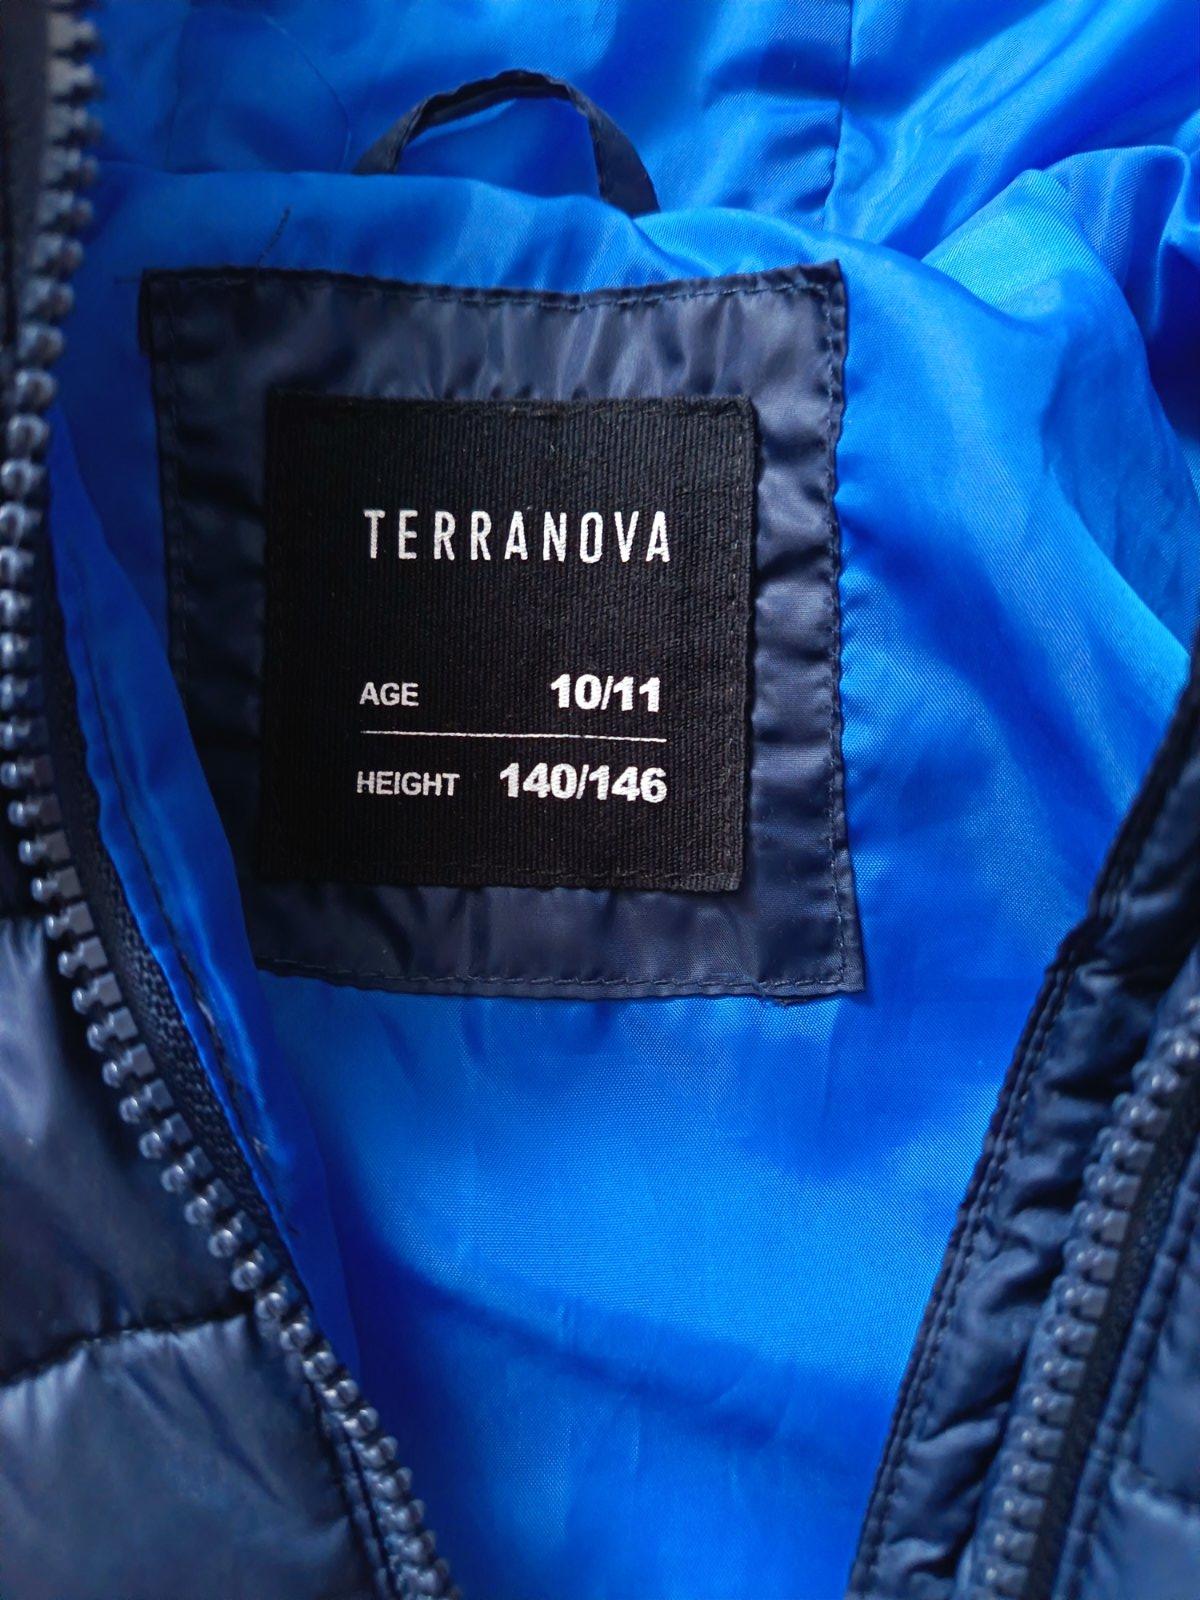 TERRANOVA
AGE 10/11
HEIGHT 140/146